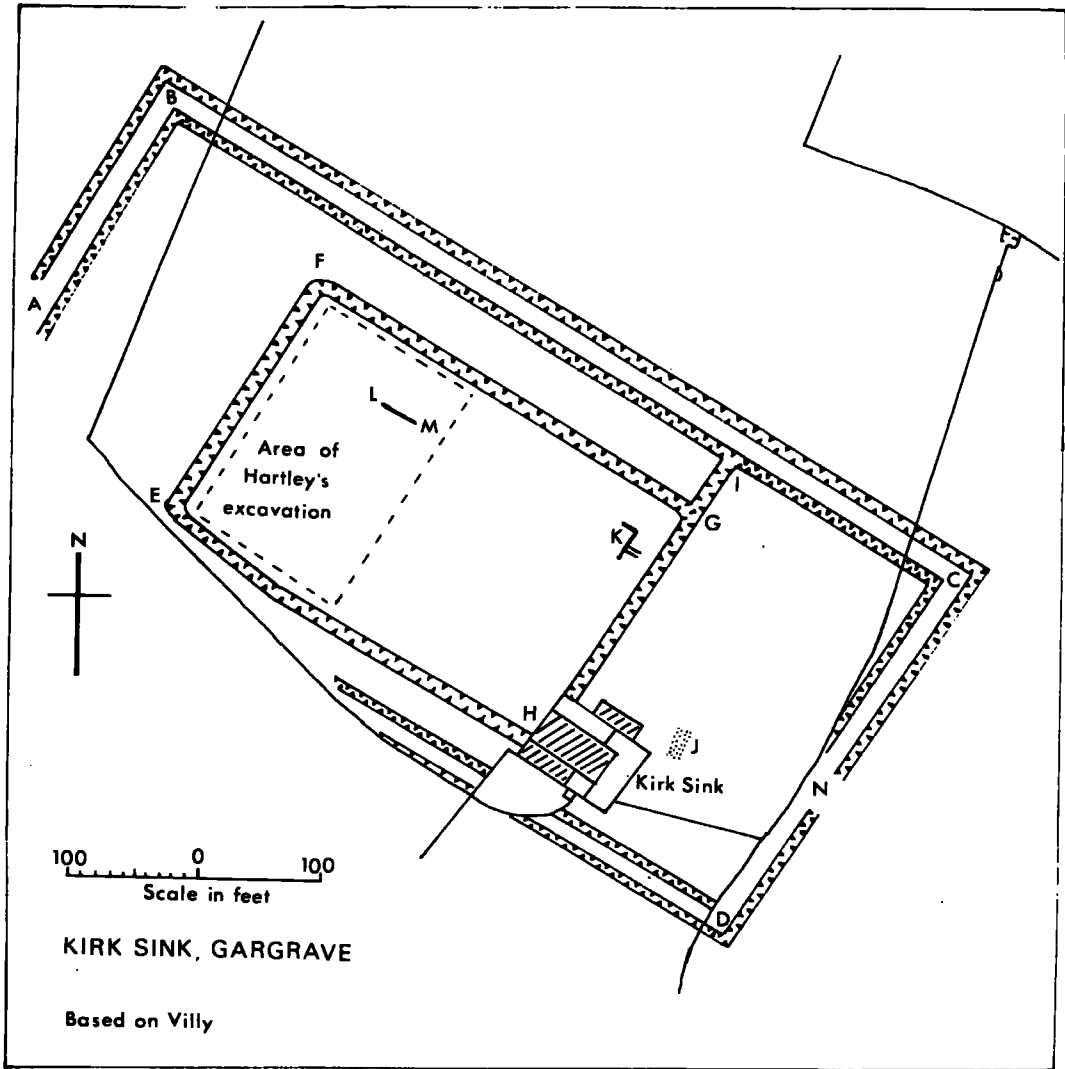 B
A
F
L
M
Area of
Hartley's
excavation
E
I
G
K
N
C
H
J
Kirk Sink
N
D
100 0 100
Scale in feet
KIRK SINK, GARGRAVE
Based on Villy